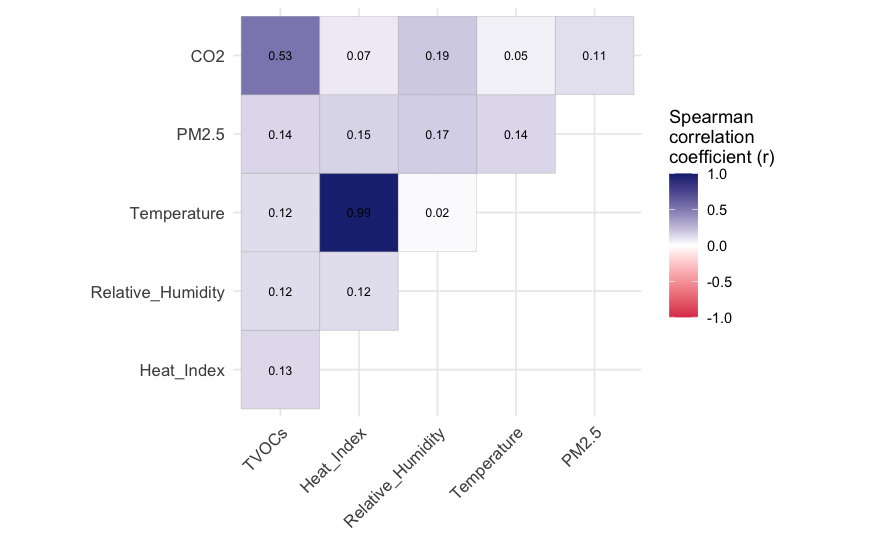 CO2 0.53 0.07 0.19 0.05 0.11
PM2.5 0.14 0.15 0.17 0.14
Temperature 0.12 0.99 0.02
Relative_Humidity 0.12 0.12
Heat_Index 0.13
TVOCs Heat_Index Relative_Humidity Temperature PM2.5
Spearman
correlation
coefficient (r)
1.0
0.5
0.0
-0.5
-1.0